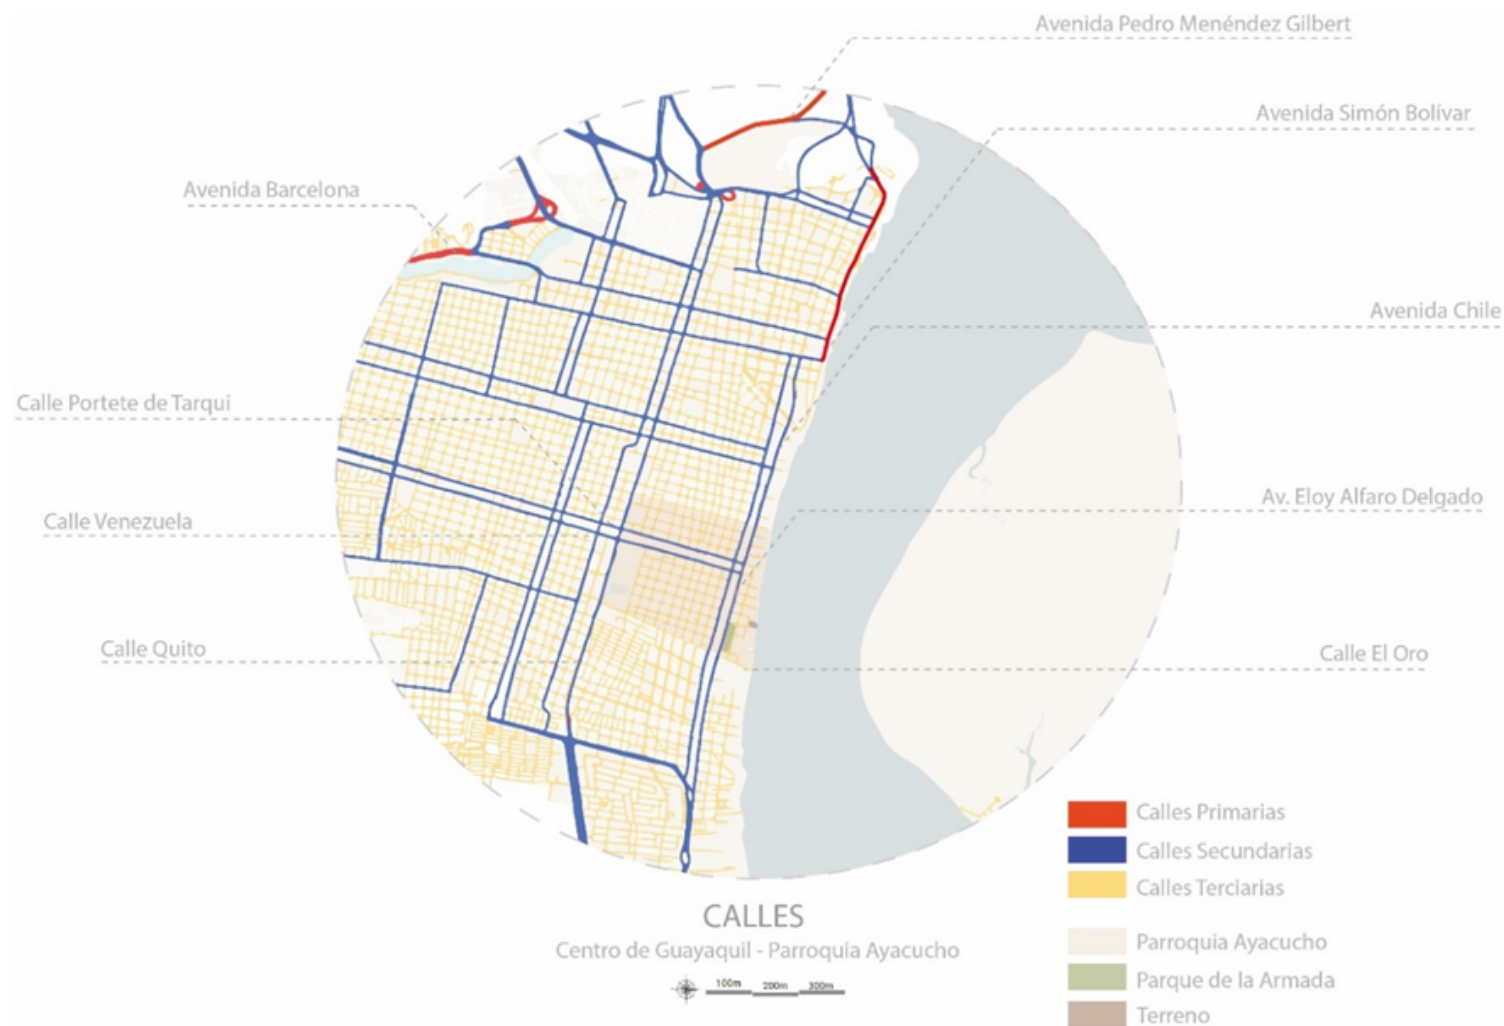 Avenida Pedro Menéndez Gilbert
Avenida Simón Bolívar
Avenida Barcelona
Avenida Chile
Calle Portete de Tarqui
Av. Eloy Alfaro Delgado
Calle Venezuela
Calle Quito
Calle El Oro
Calles Primarias
Calles Secundarias
Calles Terciarias
Parroquia Ayacucho
Parque de la Armada
Terreno
CALLES
Centro de Guayaquil - Parroquia Ayacucho
100m 200m 300m